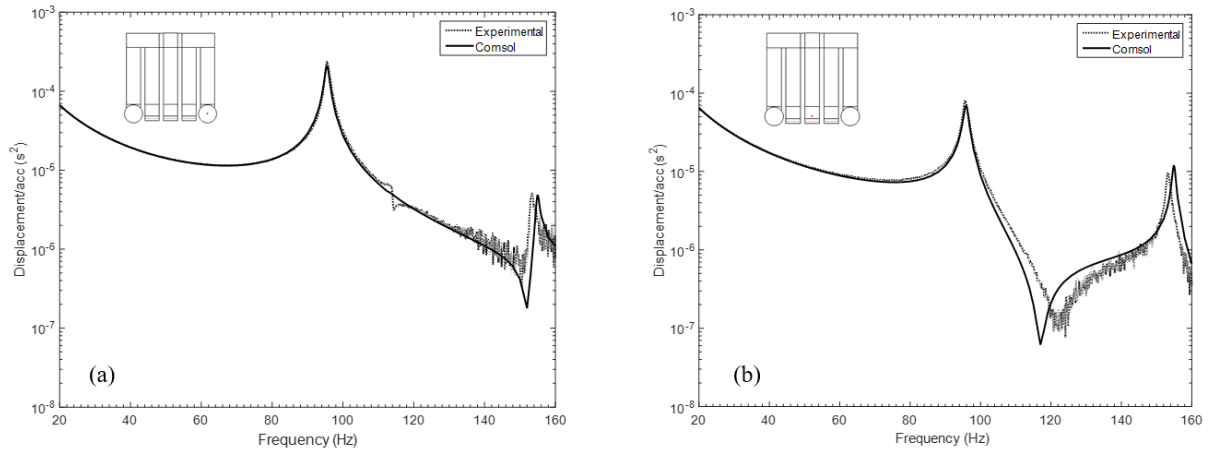 10^-3
10^-4
10^-5
10^-6
10^-7
10^-8
Displacement/acc (s^2)
Experimental
Comsol
(a)
20 40 60 80 100 120 140 160
Frequency (Hz)
10^-3
10^-4
10^-5
10^-6
10^-7
10^-8
Displacement/acc (s^2)
Experimental
Comsol
(b)
20 40 60 80 100 120 140 160
Frequency (Hz)